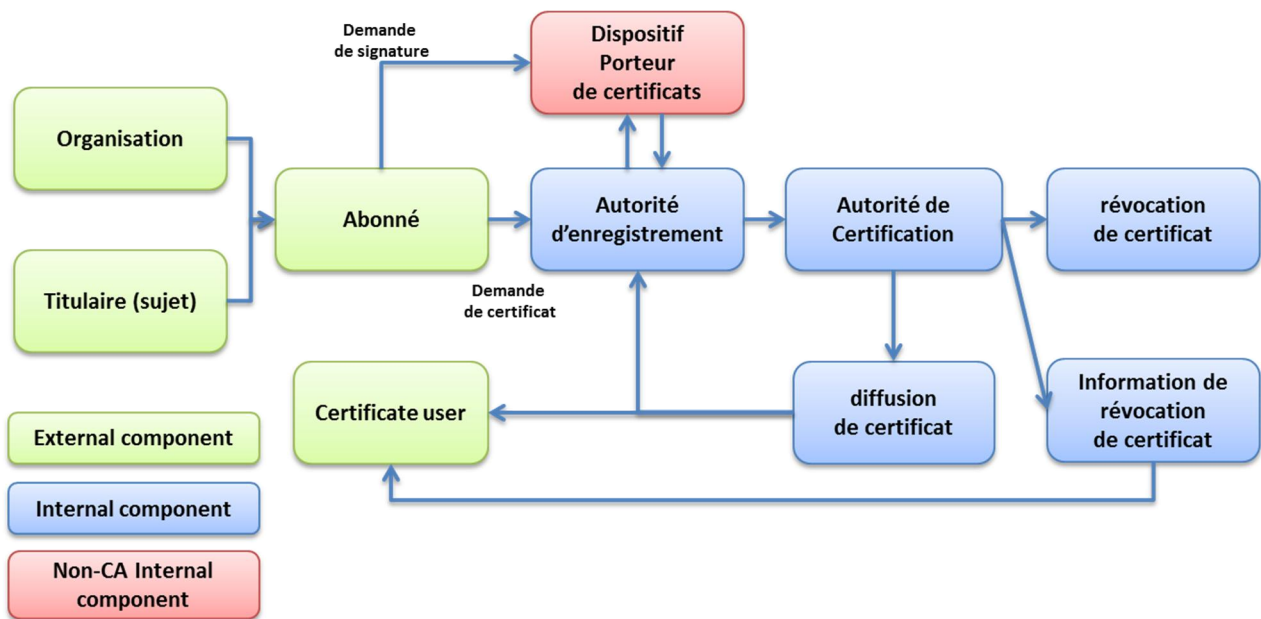 Demande
de signature
Dispositif
Porteur
de certificats
Organisation
Abonné
Autorité
d'enregistrement
Autorité de
Certification
révocation
de certificat
Titulaire (sujet)
Demande
de certificat
Certificate user
diffusion
de certificat
Information de
révocation
de certificat
External component
Internal component
Non-CA Internal
component